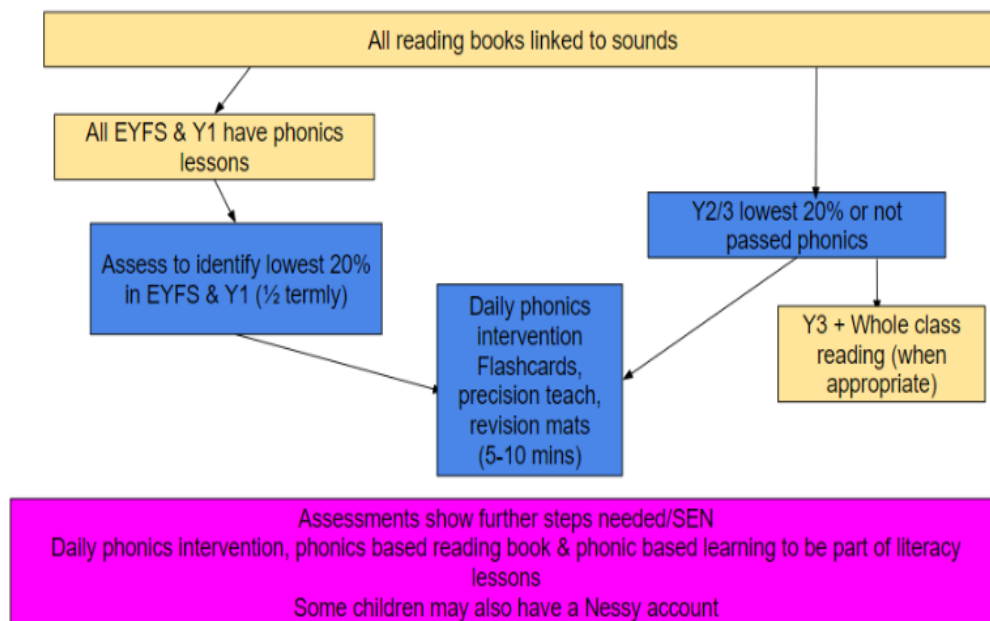 All reading books linked to sounds
All EYFS & Y1 have phonics
lessons
Y2/3 lowest 20% or not
passed phonics
Assess to identify lowest 20%
in EYFS & Y1 (½ termly)
Daily phonics
intervention
Flashcards,
precision teach,
revision mats
(5-10 mins)
Y3 + Whole class
reading (when
appropriate)
Assessments show further steps needed/SEN
Daily phonics intervention, phonics based reading book & phonic based learning to be part of literacy
lessons
Some children may also have a Nessy account